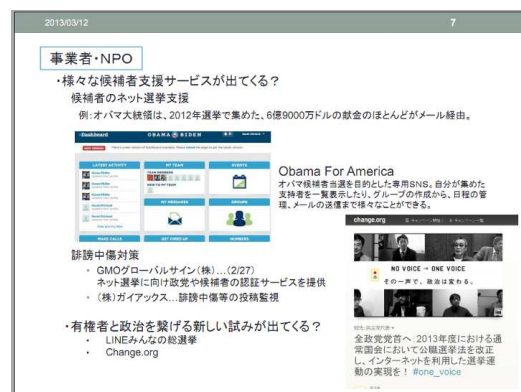 2013/03/12
7
事業者・NPO
・様々な候補者支援サービスが出てくる？
候補者のネット選挙支援
例：オバマ大統領は、2012年選挙で集めた、6億9000万ドルの献金のほとんどがメール経由。
Dashboard
OBAMA BIDEN
LATEST ACTIVITY
MY TEAM
EVENTS
MY MESSAGES
GROUPS
MAKE CALLS
GET FIRED UP
NUMBERS
Obama For America
オバマ候補者当選を目的とした専用SNS。自分が集めた
支持者を一覧表示したり、グループの作成から、日程の管
理、メールの送信まで様々なことができる。
誹謗中傷対策
・ GMOグローバルサイン（株）…(2/27)
ネット選挙に向け政党や候補者の認証サービスを提供
・ （株）ガイアックス…誹謗中傷等の投稿監視
・有権者と政治を繋げる新しい試みが出てくる？
・ LINEみんなの総選挙
・ Change.org
change.org
NO VOICE → ONE VOICE
その一声で、政治は変わる。
全政党党首へ：2013年度における通
常国会において公職選挙法を改正
し、インターネットを利用した選挙運
動の実現を！ #one_voice